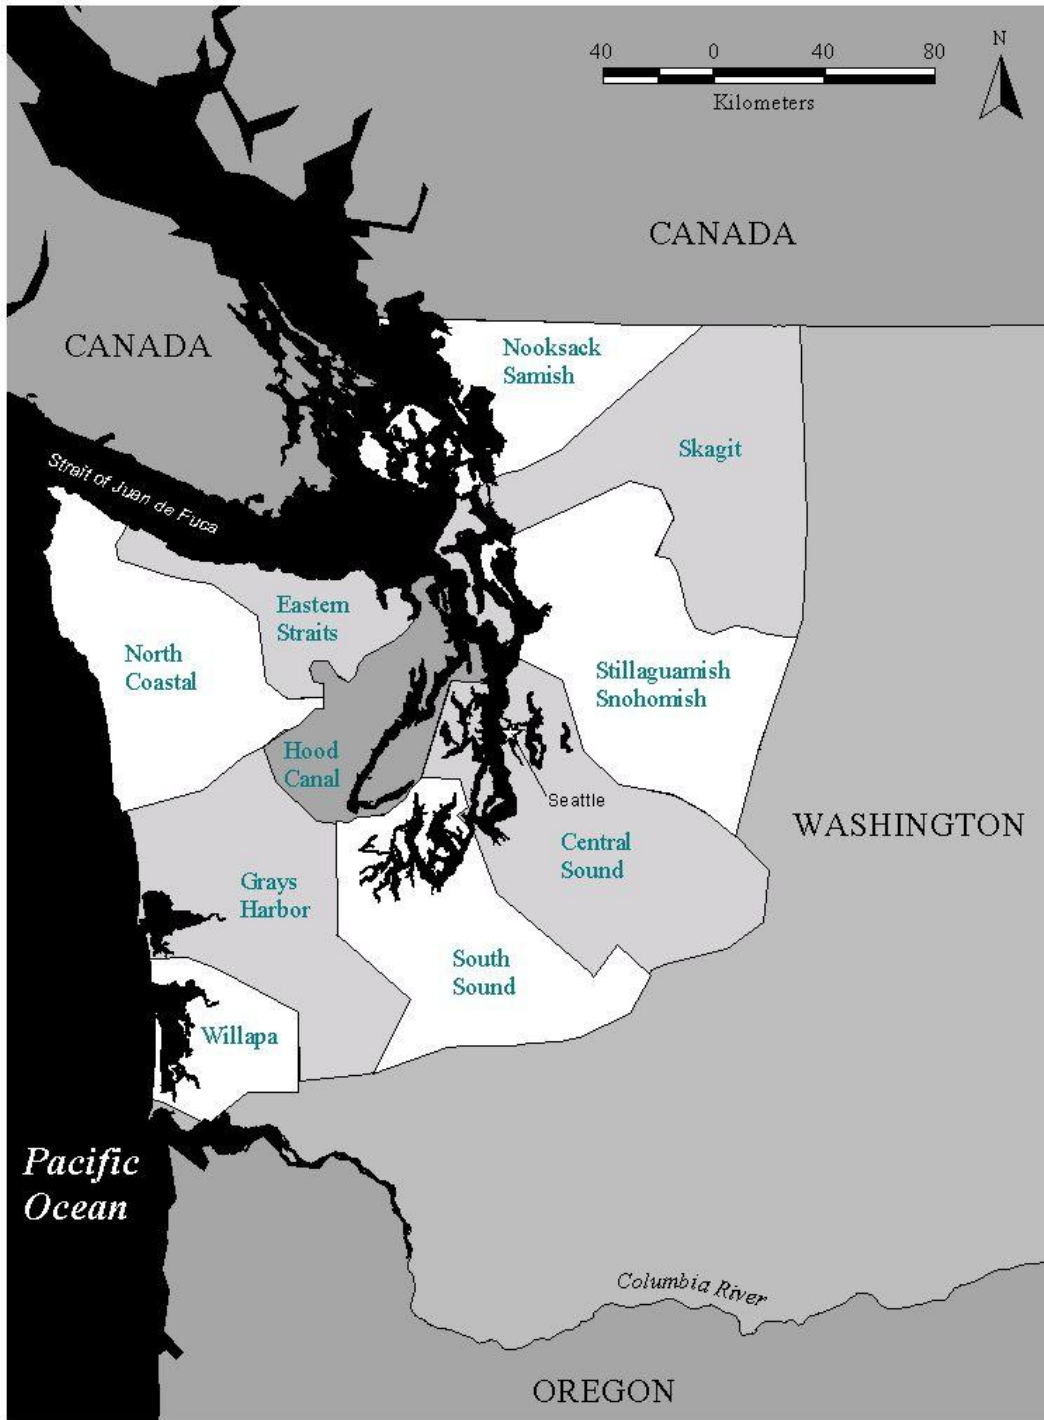 40 0 40 80
N
Kilometers
CANADA
CANADA
Nooksack
Samish
Skagit
Strait of Juan de Fuca
Eastern
Straits
North
Coastal
Stillaguamish
Snohomish
Hood
Canal
Seattle
WASHINGTON
Central
Sound
Grays
Harbor
South
Sound
Willapa
Pacific
Ocean
Columbia River
OREGON